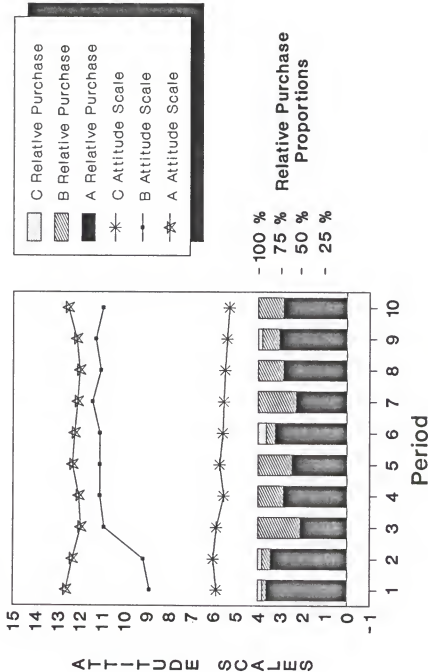 C Relative Purchase
B Relative Purchase
A Relative Purchase
C Attitude Scale
B Attitude Scale
A Attitude Scale
ATTITUDE SCALES
15
14
13
12
11
10
9
8
7
6
5
4
3
2
1
0
-1
1 2 3 4 5 6 7 8 9 10
Period
- 100 %
- 75 %
- 50 %
- 25 %
Relative Purchase
Proportions